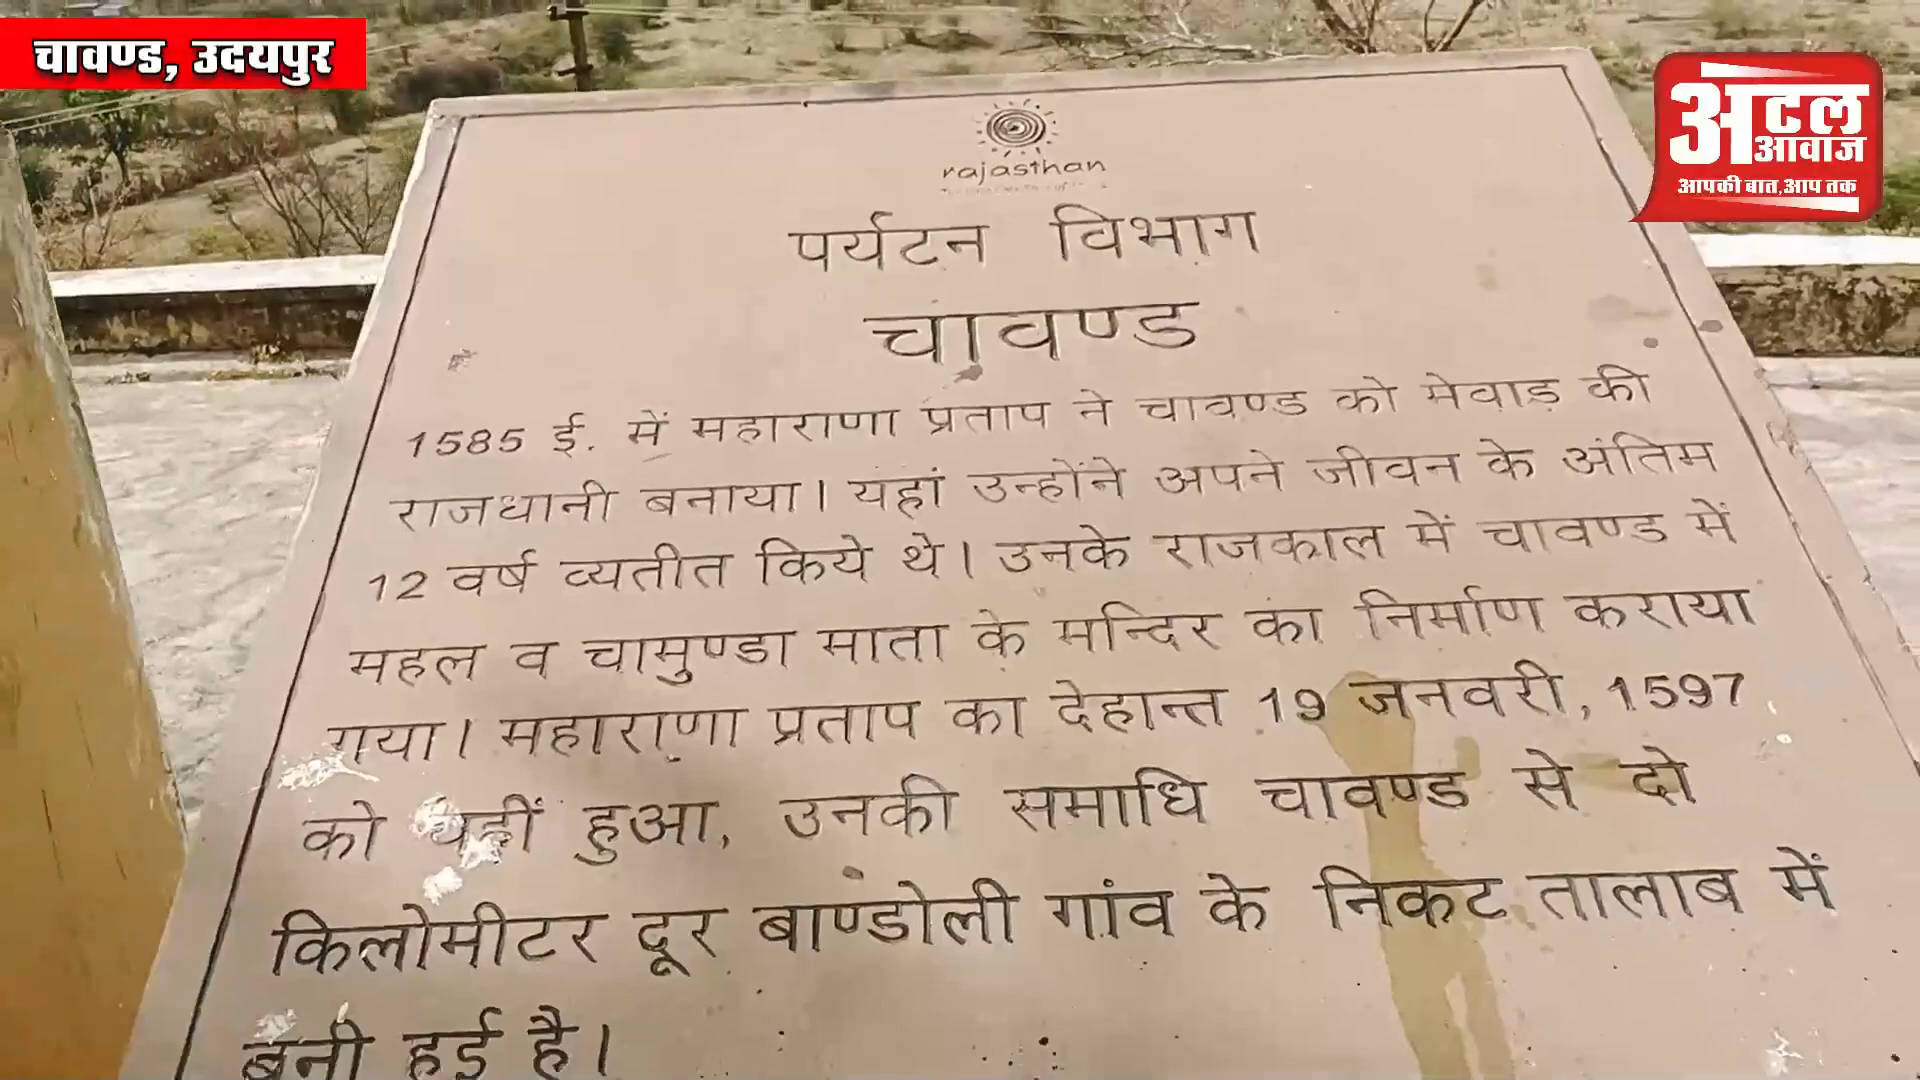 चावण्ड, उदयपुर
अटल
आवाज
आपकी बात,आप तक
rajasthan
पर्यटन विभाग
चावण्ड
1585 ई. में महाराणा प्रताप ने चावण्ड को मेवाड़ की
राजधानी बनाया। यहां उन्होंने अपने जीवन के अंतिम
12 वर्ष व्यतीत किये थे। उनके राजकाल में चावण्ड में
महल व चामुण्डा माता के मन्दिर का निर्माण कराया
गया। महाराणा प्रताप का देहान्त 19 जनवरी, 1597
को यहीं हुआ, उनकी समाधि चावण्ड से दो
किलोमीटर दूर बाण्डोली गांव के निकट तालाब में
बनी हुई है।